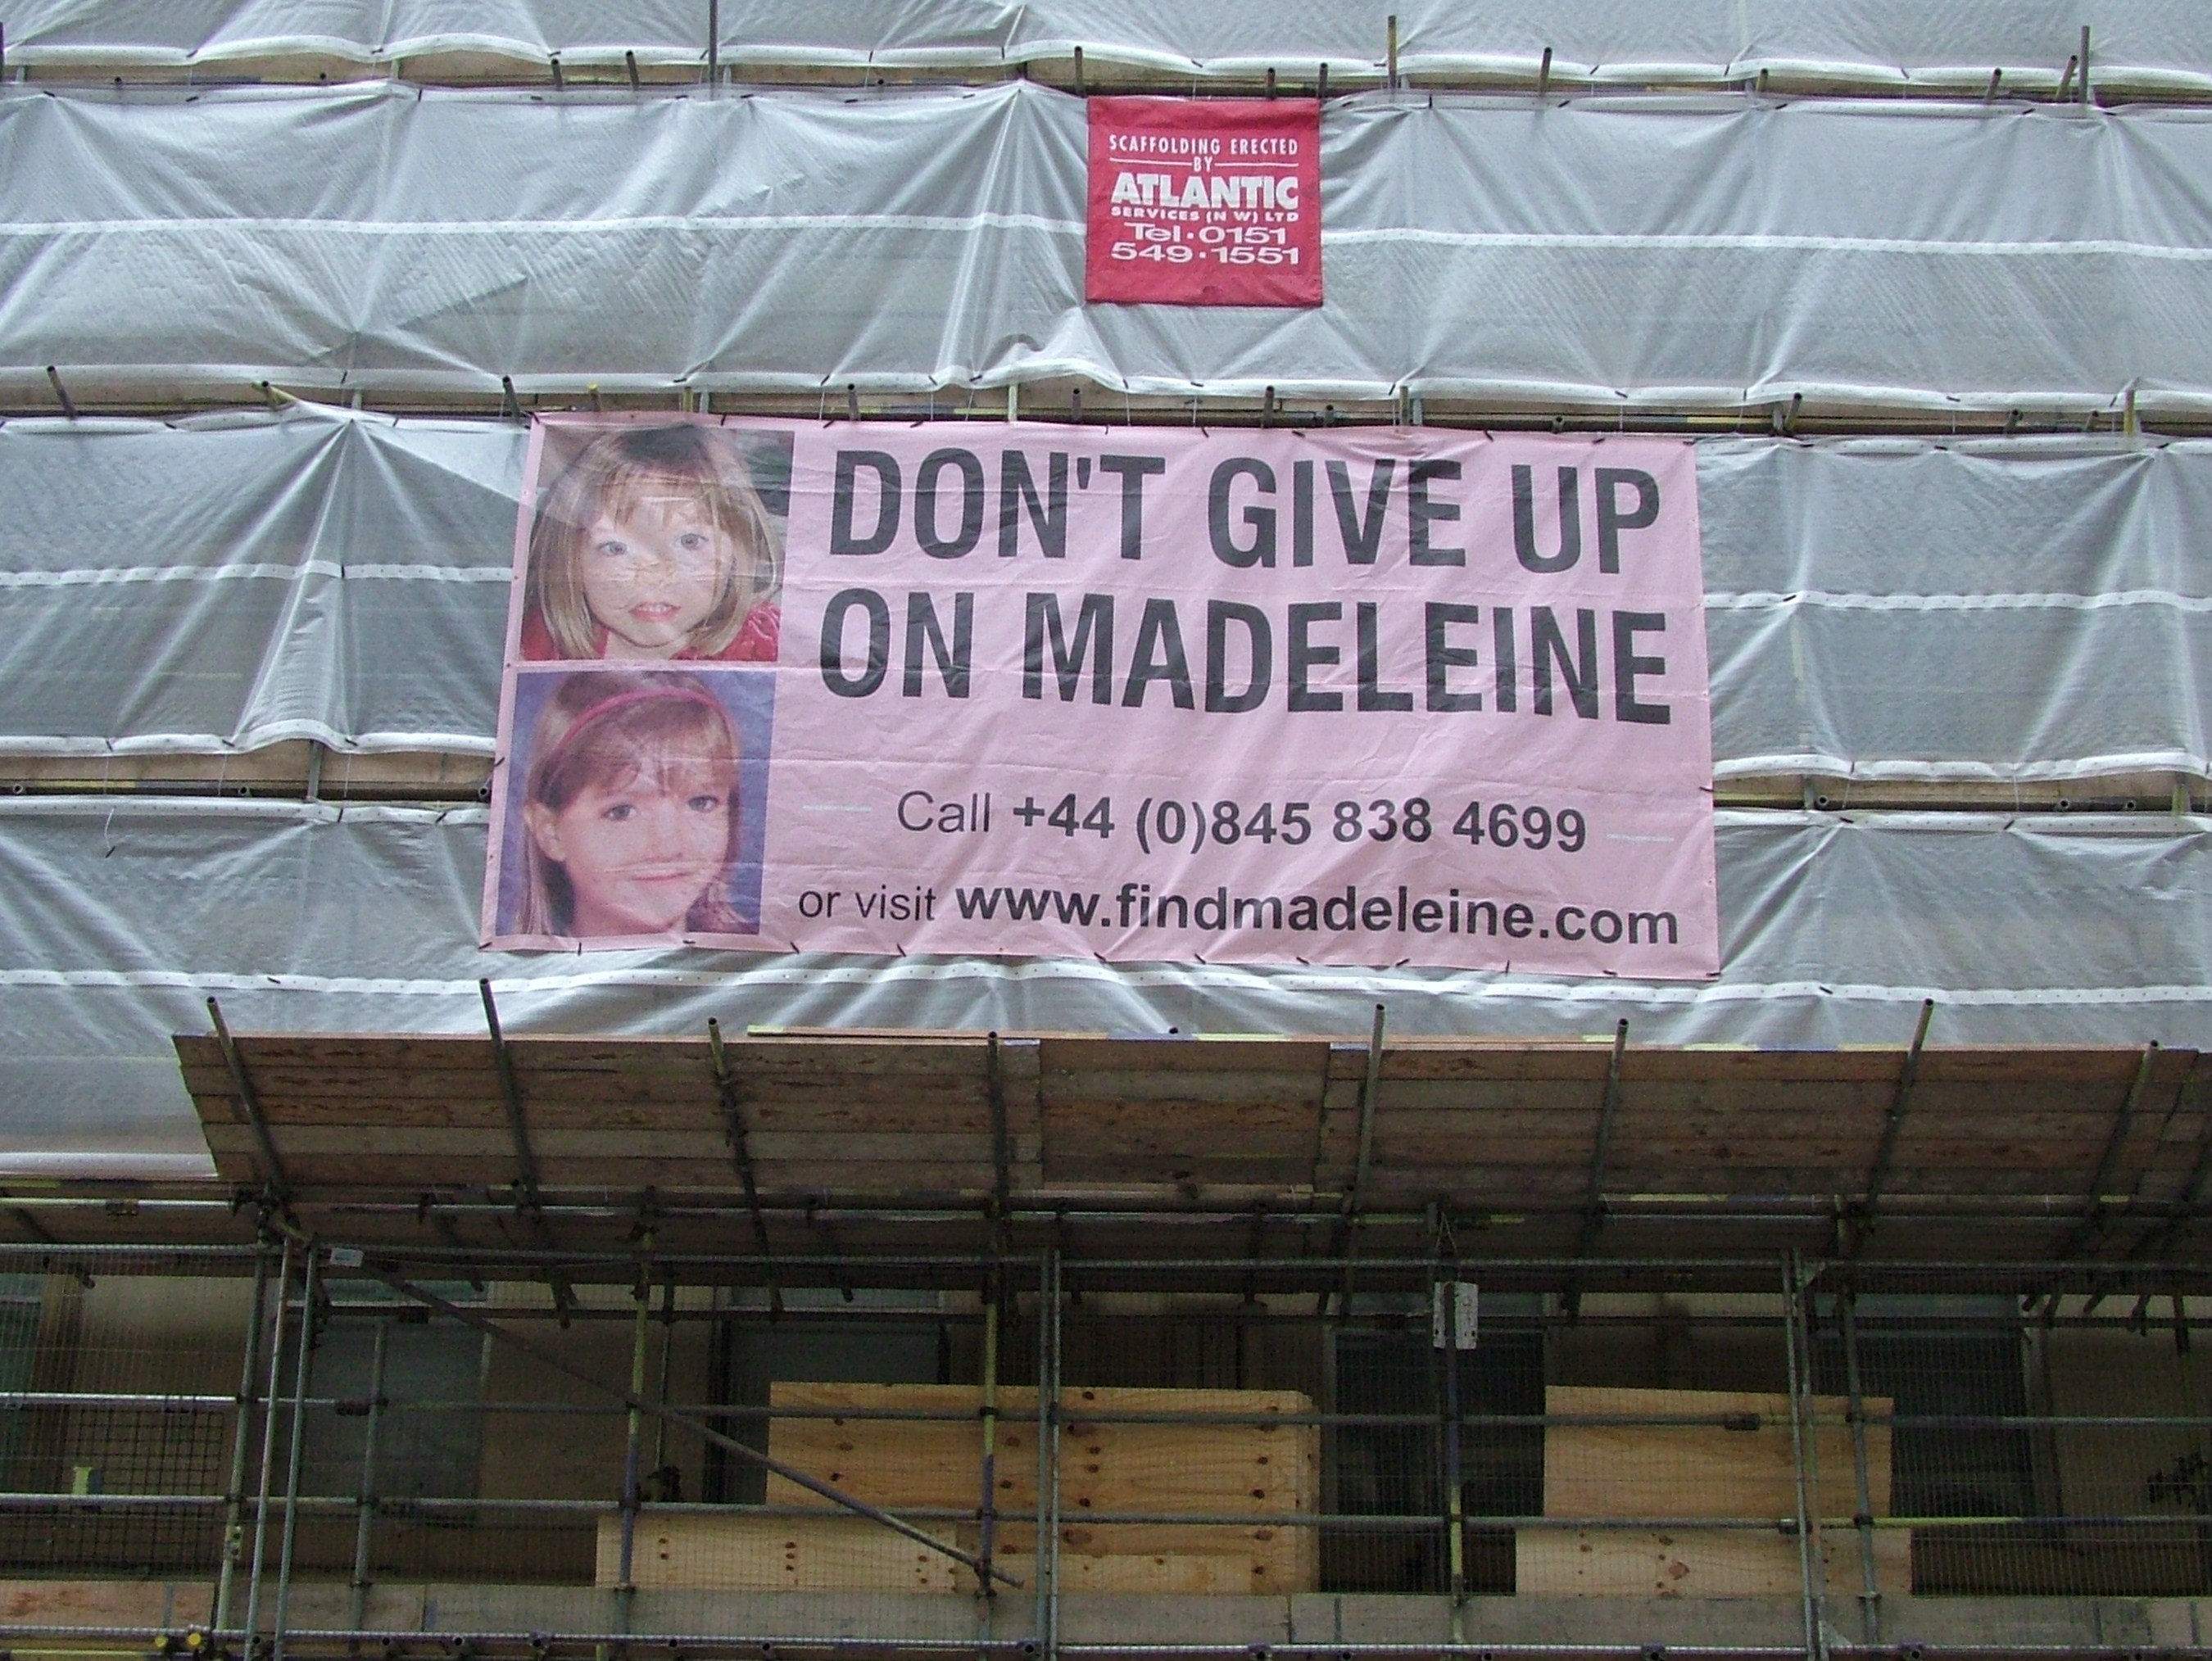 SCAFFOLDING ERECTED
BY
ATLANTIC
SERVICES (N W) LTD
Tel·0151
549·1551
DON'T GIVE UP
ON MADELEINE
Call +44 (0)845 838 4699
or visit www.findmadeleine.com